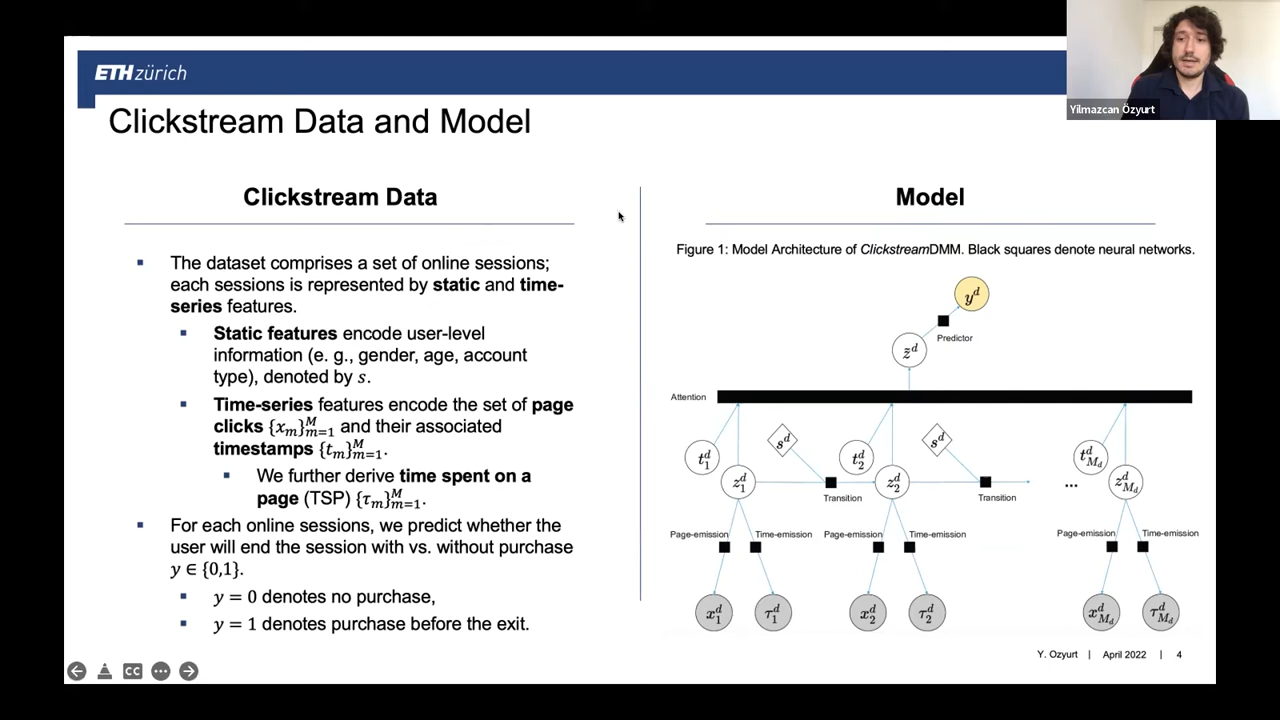 ETH zürich
Yilmazcan Özyurt
Clickstream Data and Model
Clickstream Data
▪ The dataset comprises a set of online sessions;
each sessions is represented by static and time-
series features.
▪ Static features encode user-level
information (e. g., gender, age, account
type), denoted by s.
▪ Time-series features encode the set of page
clicks {x_m}_{m=1}^M and their associated
timestamps {t_m}_{m=1}^M.
▪ We further derive time spent on a
page (TSP) {τ_m}_{m=1}^M.
▪ For each online sessions, we predict whether the
user will end the session with vs. without purchase
y ∈ {0,1}.
▪ y = 0 denotes no purchase,
▪ y = 1 denotes purchase before the exit.
Model
Figure 1: Model Architecture of ClickstreamDMM. Black squares denote neural networks.
y^d
Predictor
z̃^d
Attention
s^d s^d
t_1^d t_2^d t_{M_d}^d
z_1^d z_2^d ... z_{M_d}^d
Transition Transition
Page-emission Time-emission Page-emission Time-emission Page-emission Time-emission
x_1^d τ_1^d x_2^d τ_2^d x_{M_d}^d τ_{M_d}^d
Y. Ozyurt | April 2022 | 4
CC